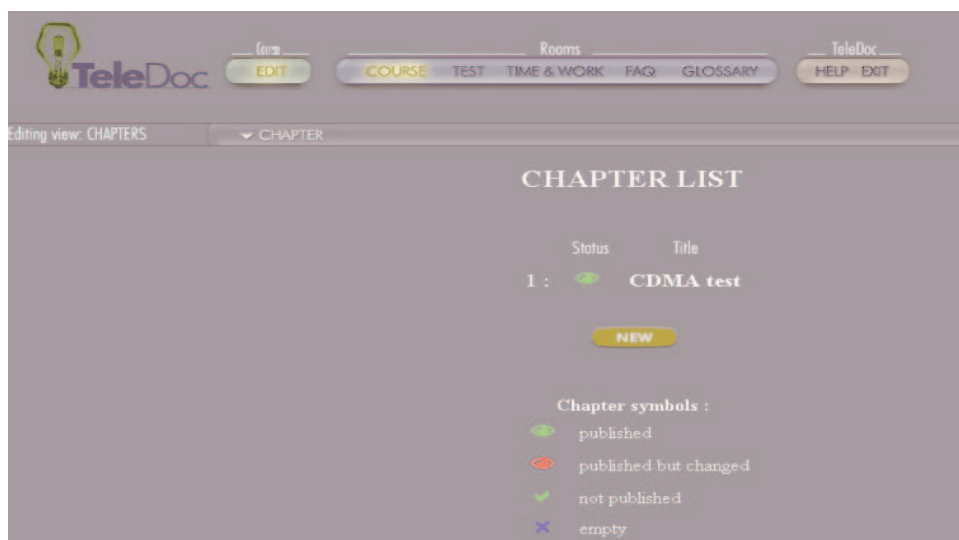 TeleDoc
Course
EDIT
Rooms
COURSE TEST TIME & WORK FAQ GLOSSARY
TeleDoc
HELP EXIT
Editing view: CHAPTERS
CHAPTER
CHAPTER LIST
Status Title
1 : CDMA test
NEW
Chapter symbols :
published
published but changed
not published
empty